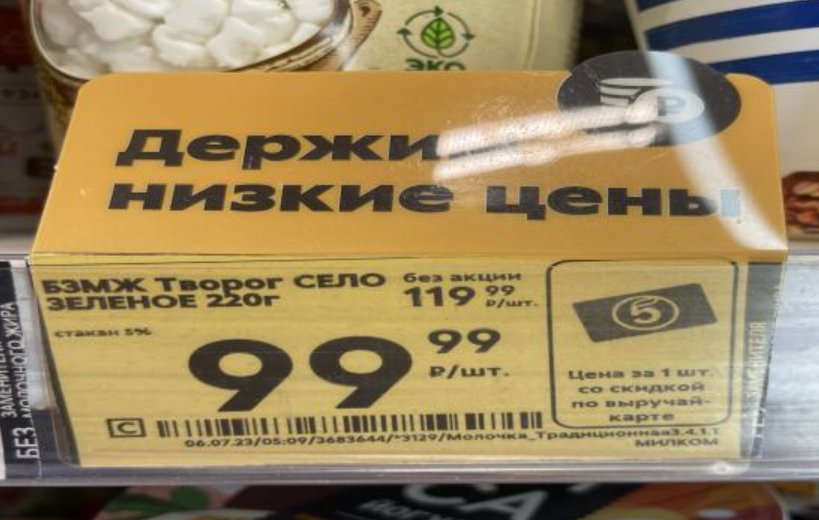 ЭКО
Держим
низкие цены
БЗМЖ Творог СЕЛО
ЗЕЛЕНОЕ 220г
без акции
119 99
₽/шт.
стакан 5%
99 99
₽/шт.
5
Цена за 1 шт.
со скидкой
по выручай-
карте
С
06.07.23/05:09/3683644/*3129/Молочка_Традиционная3.4.1.1
МИЛКОМ
БЕЗ ЗАМЕНИТЕЛЯ
МОЛОЧНОГО ЖИРА
СА